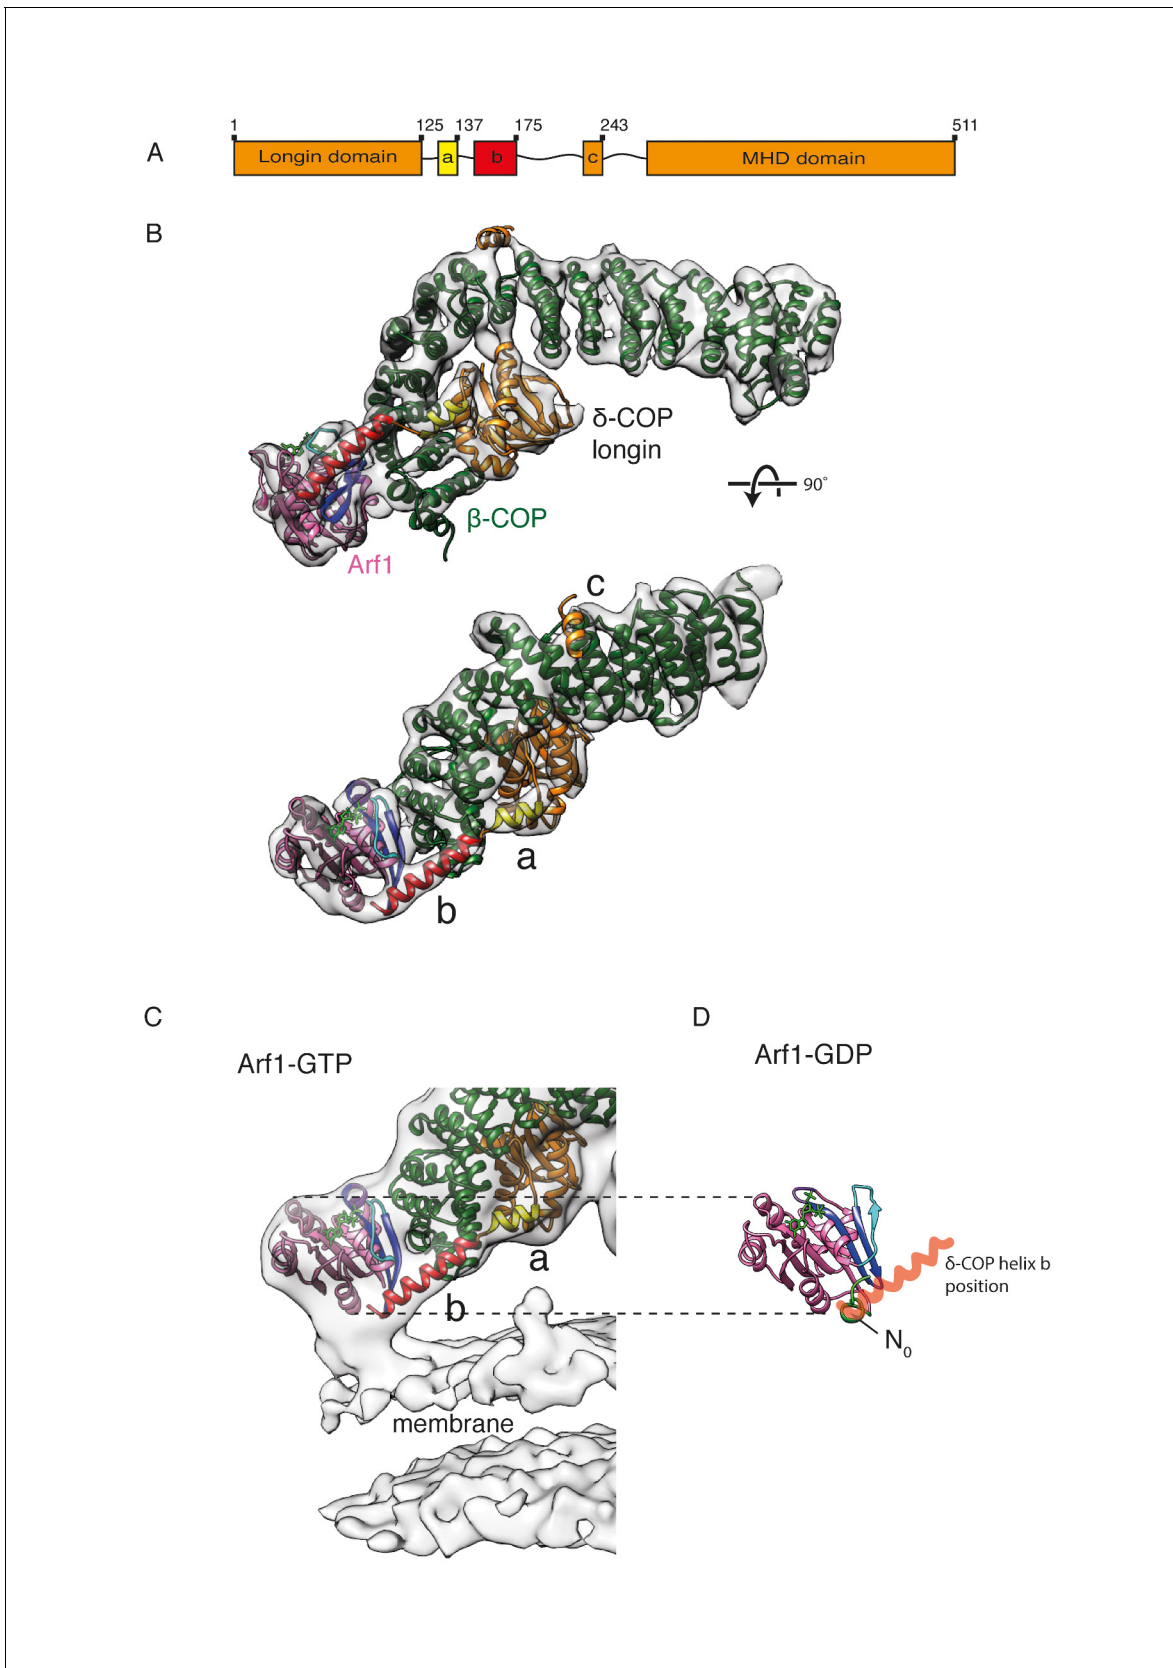 A
1 125 137 175 243 511
Longin domain a b c MHD domain
B
δ-COP
longin
90°
β-COP
Arf1
c
a
b
C
D
Arf1-GTP
Arf1-GDP
a
b
δ-COP helix b
position
N0
membrane